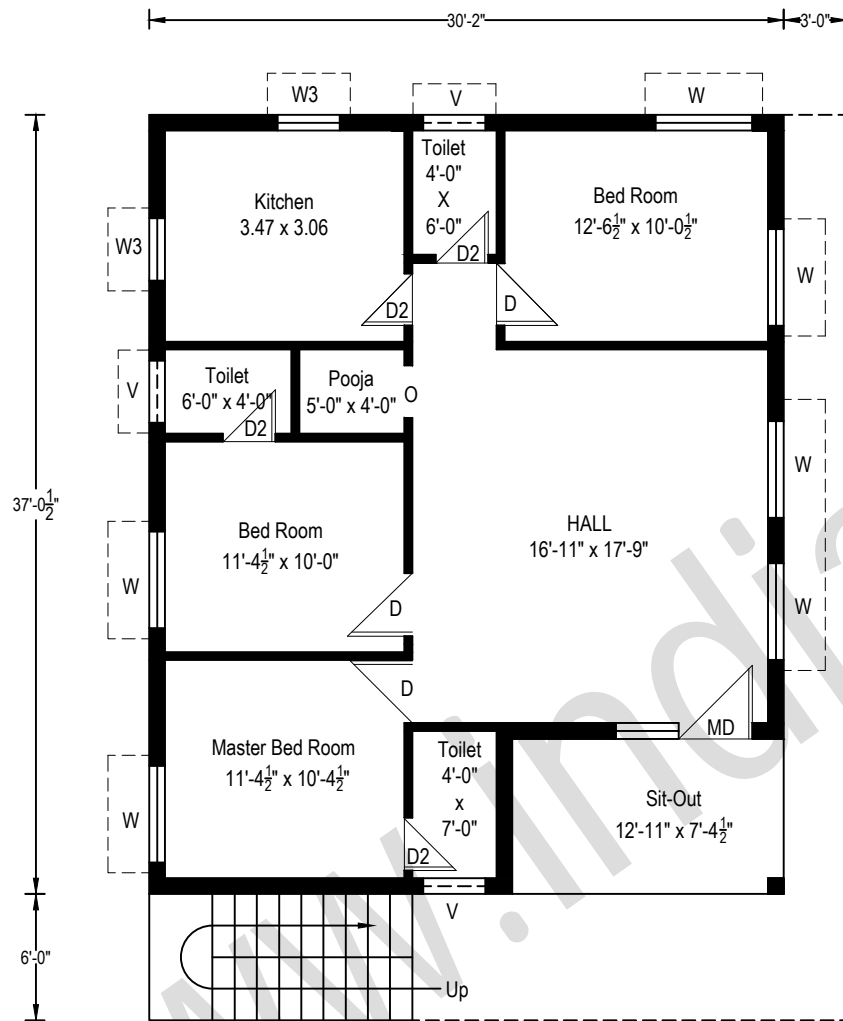 30'-2"
3'-0"
W3
V
W
Toilet
4'-0"
X
6'-0"
Kitchen
3.47 x 3.06
Bed Room
12'-6½" x 10'-0½"
W3
W
D2
D2
D
V
Toilet
6'-0" x 4'-0"
Pooja
5'-0" x 4'-0"
O
D2
W
37'-0½"
HALL
16'-11" x 17'-9"
Bed Room
11'-4½" x 10'-0"
W
D
W
D
MD
Master Bed Room
11'-4½" x 10'-4½"
Toilet
4'-0"
x
7'-0"
Sit-Out
12'-11" x 7'-4½"
W
D2
V
6'-0"
Up
www.indi